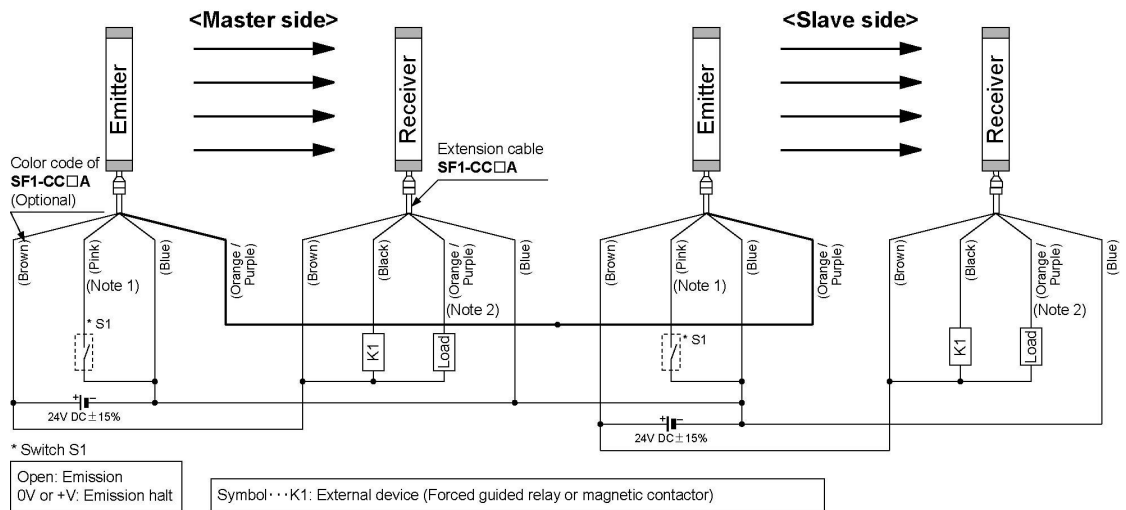 <Master side>
<Slave side>
Emitter
Receiver
Emitter
Receiver
Color code of
SF1-CC□A
(Optional)
Extension cable
SF1-CC□A
(Brown)
(Pink)
(Blue)
(Orange /
Purple)
(Brown)
(Black)
(Orange /
Purple)
(Blue)
(Brown)
(Pink)
(Blue)
(Orange /
Purple)
(Brown)
(Black)
(Orange /
Purple)
(Blue)
(Note 1)
(Note 2)
(Note 1)
(Note 2)
* S1
K1
Load
* S1
K1
Load
+ −
24V DC±15%
+ −
24V DC±15%
* Switch S1
Open: Emission
0V or +V: Emission halt
Symbol···K1: External device (Forced guided relay or magnetic contactor)